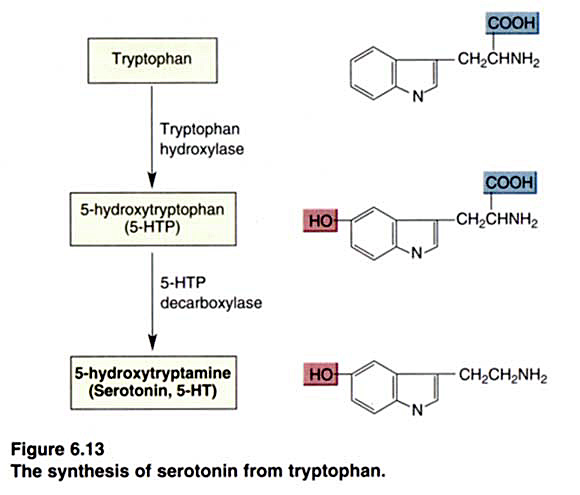 Tryptophan
COOH
CH₂CHNH₂
N
Tryptophan
hydroxylase
5-hydroxytryptophan
(5-HTP)
COOH
HO
CH₂CHNH₂
N
5-HTP
decarboxylase
5-hydroxytryptamine
(Serotonin, 5-HT)
HO
CH₂CH₂NH₂
N
Figure 6.13
The synthesis of serotonin from tryptophan.